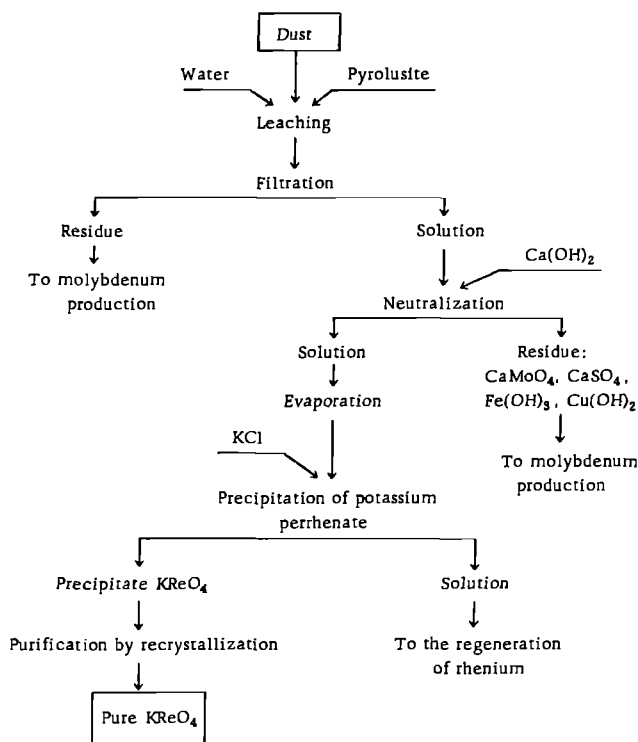 Dust
Water
Pyrolusite
Leaching
Filtration
Residue
Solution
To molybdenum
production
Ca(OH)₂
Neutralization
Solution
Residue:
CaMoO₄, CaSO₄,
Fe(OH)₃, Cu(OH)₂
Evaporation
KCl
To molybdenum
production
Precipitation of potassium
perrhenate
Precipitate KReO₄
Solution
Purification by recrystallization
To the regeneration
of rhenium
Pure KReO₄